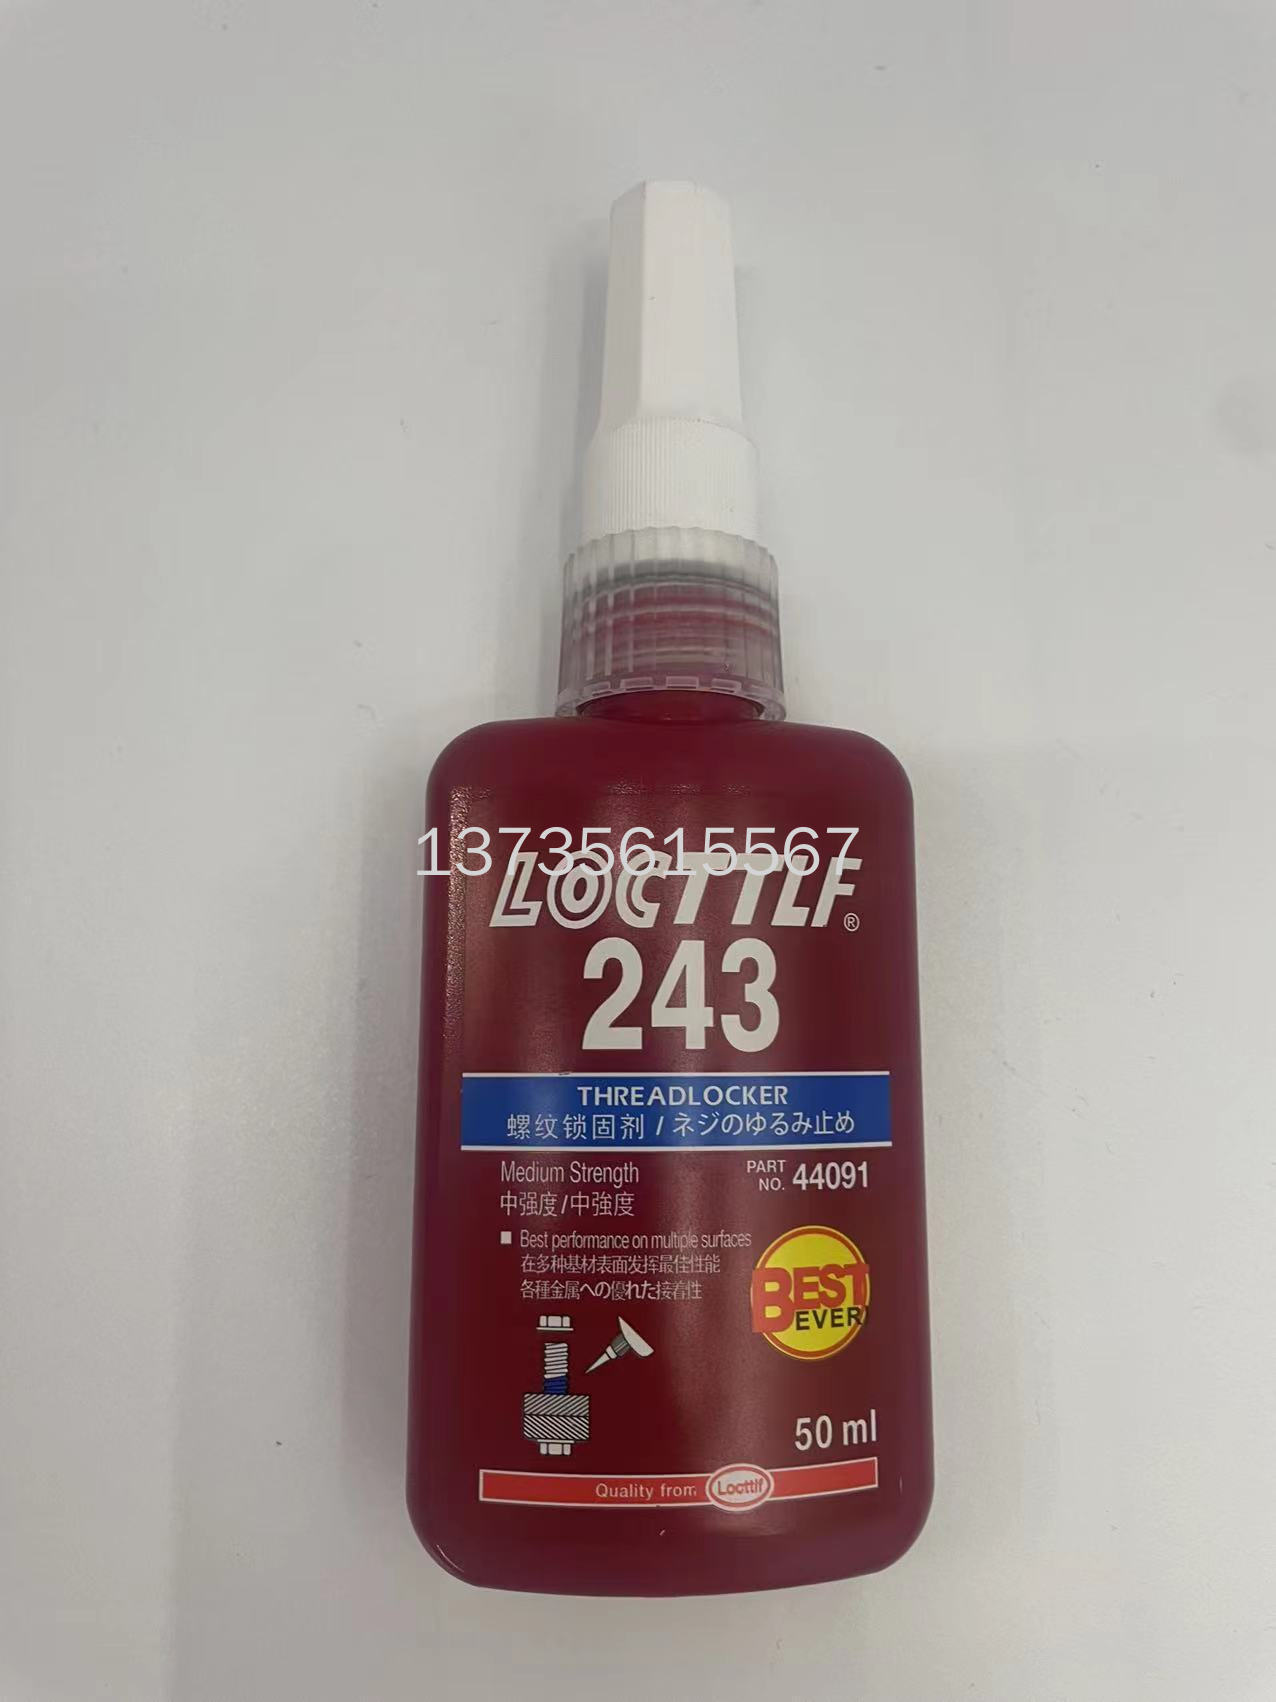 13735615567
LOCTTLF®
243
THREADLOCKER
螺纹锁固剂 / ネジのゆるみ止め
Medium Strength
中强度/中強度
PART NO. 44091
■ Best performance on multiple surfaces
在多种基材表面发挥最佳性能
各種金属への優れた接着性
BEST
EVER
50 ml
Quality from Locttlf